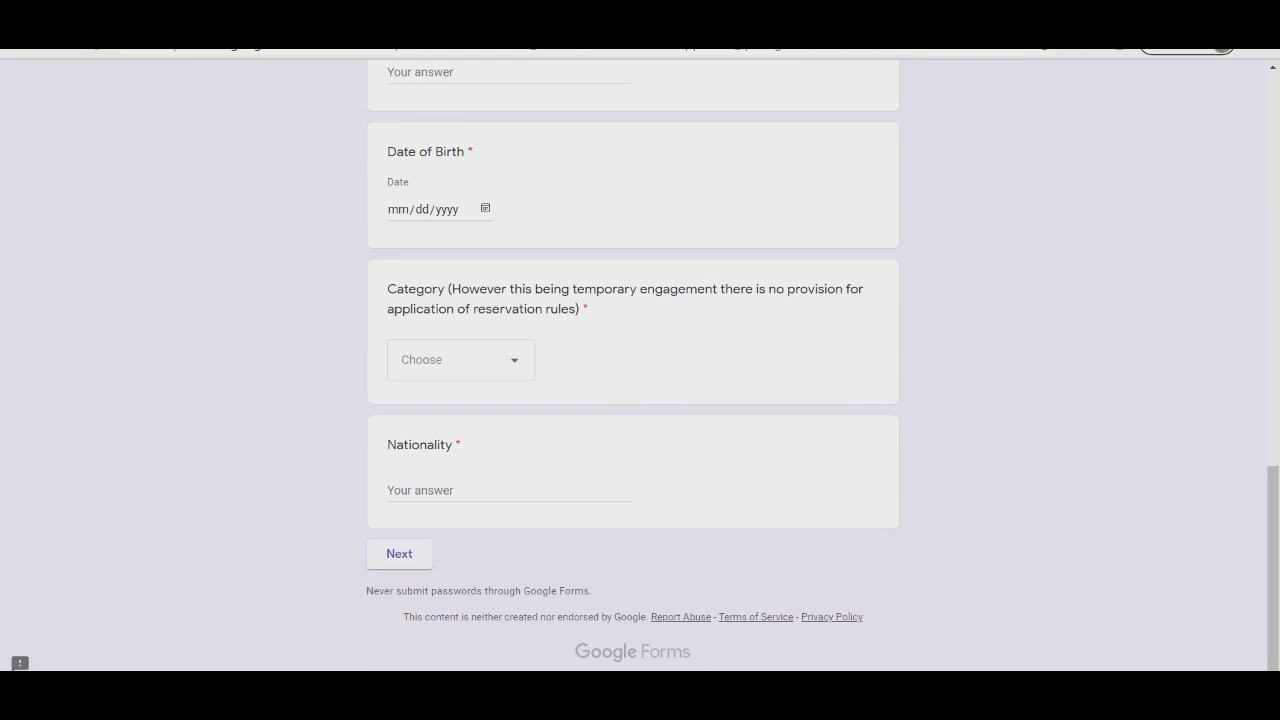 Your answer
Date of Birth *
Date
mm/dd/yyyy
Category (However this being temporary engagement there is no provision for
application of reservation rules) *
Choose
Nationality *
Your answer
Next
Never submit passwords through Google Forms.
This content is neither created nor endorsed by Google. Report Abuse - Terms of Service - Privacy Policy
Google Forms